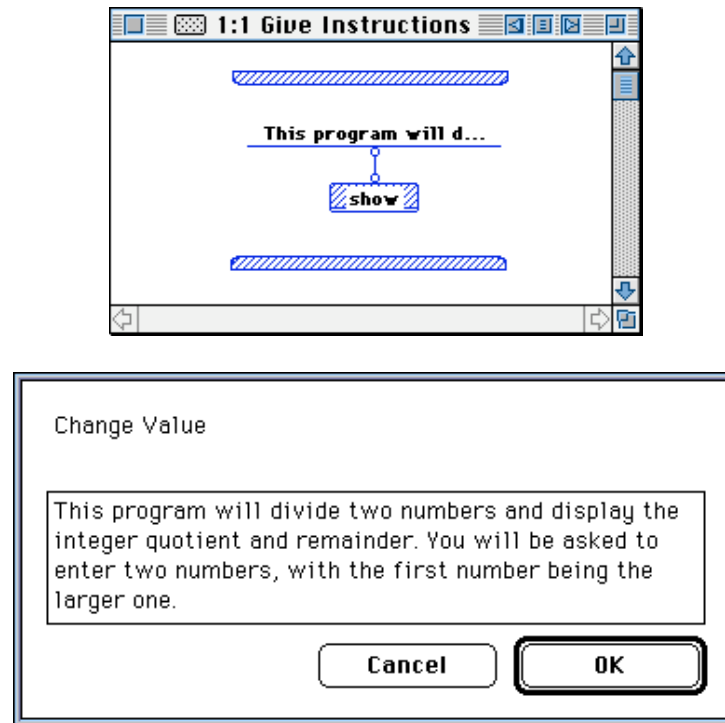 1:1 Give Instructions
This program will d...
show
Change Value
This program will divide two numbers and display the
integer quotient and remainder. You will be asked to
enter two numbers, with the first number being the
larger one.
Cancel OK